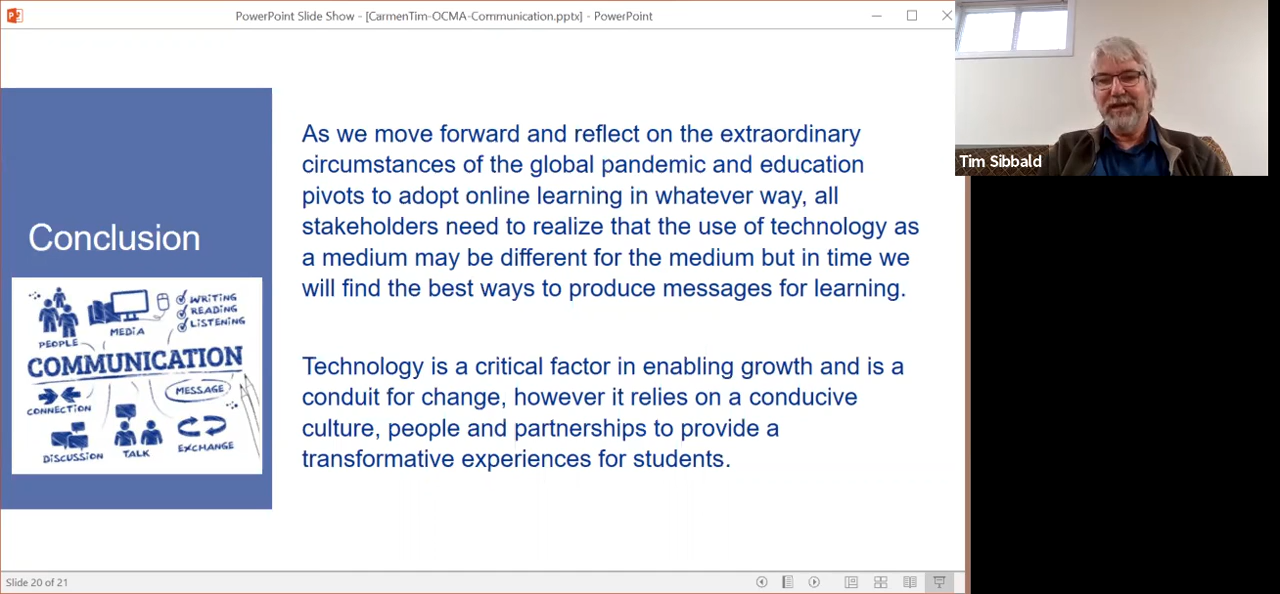 PowerPoint Slide Show - [CarmenTim-OCMA-Communication.pptx] - PowerPoint
Tim Sibbald
Conclusion
PEOPLE
MEDIA
WRITING
READING
LISTENING
COMMUNICATION
CONNECTION
MESSAGE
DISCUSSION
TALK
EXCHANGE
As we move forward and reflect on the extraordinary
circumstances of the global pandemic and education
pivots to adopt online learning in whatever way, all
stakeholders need to realize that the use of technology as
a medium may be different for the medium but in time we
will find the best ways to produce messages for learning.
Technology is a critical factor in enabling growth and is a
conduit for change, however it relies on a conducive
culture, people and partnerships to provide a
transformative experiences for students.
Slide 20 of 21